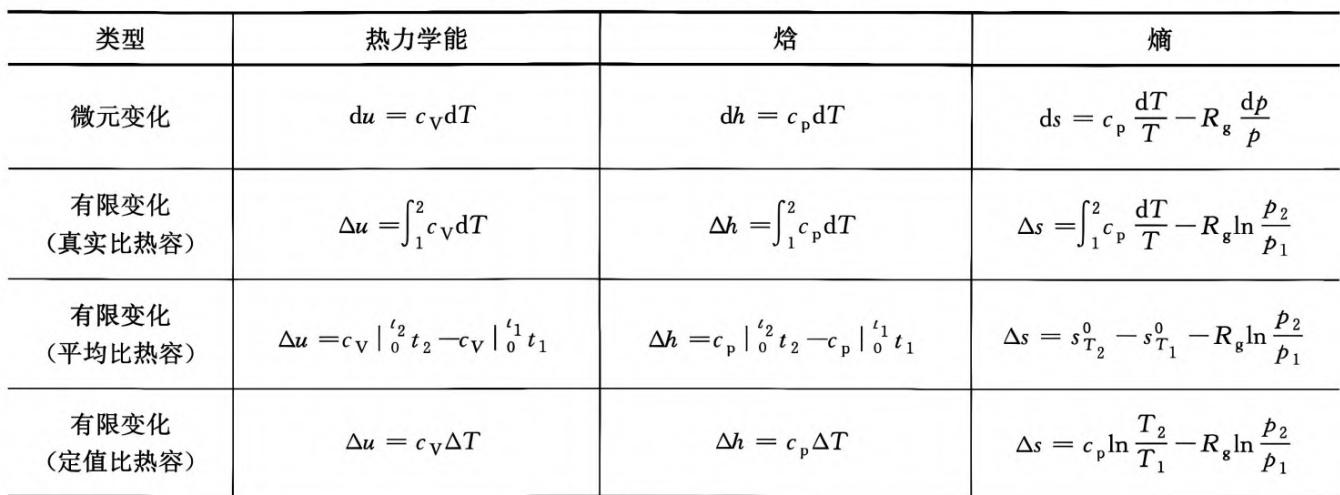 类型 热力学能 焓 熵
微元变化 du = c_V dT dh = c_p dT ds = c_p dT/T − R_g dp/p
有限变化
（真实比热容） Δu = ∫₁² c_V dT Δh = ∫₁² c_p dT Δs = ∫₁² c_p dT/T − R_g ln p₂/p₁
有限变化
（平均比热容） Δu = c_V |₀^{t₂} t₂ − c_V |₀^{t₁} t₁ Δh = c_p |₀^{t₂} t₂ − c_p |₀^{t₁} t₁ Δs = s⁰_{T₂} − s⁰_{T₁} − R_g ln p₂/p₁
有限变化
（定值比热容） Δu = c_V ΔT Δh = c_p ΔT Δs = c_p ln T₂/T₁ − R_g ln p₂/p₁